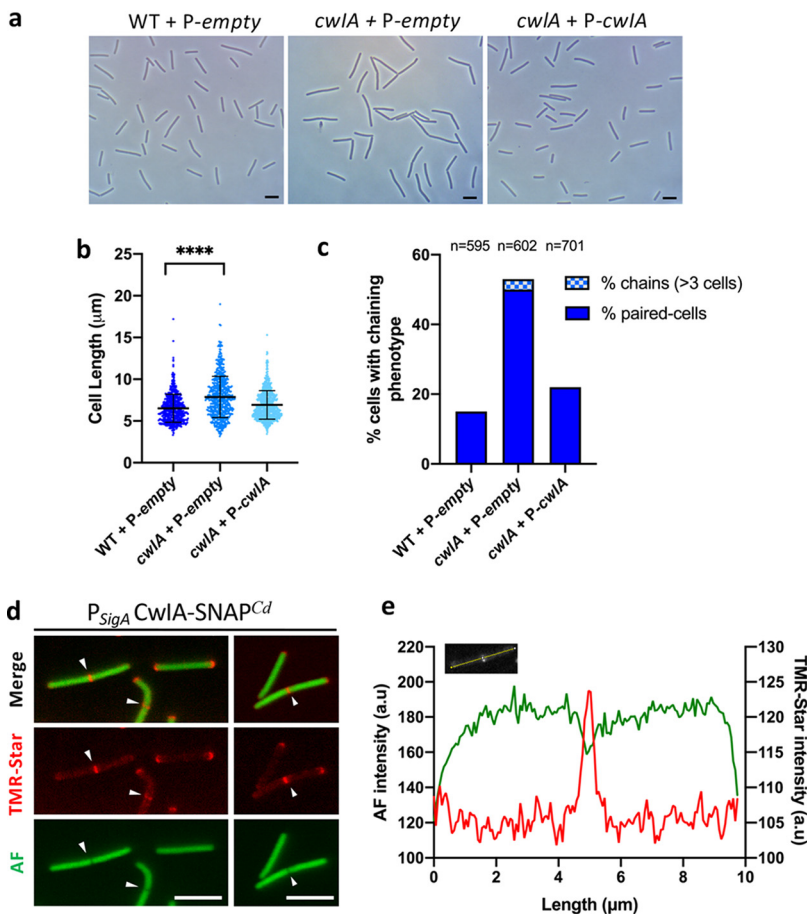 a
WT + P-empty
cwlA + P-empty
cwlA + P-cwlA
b
****
Cell Length (µm)
25
20
15
10
5
0
WT + P-empty
cwlA + P-empty
cwlA + P-cwlA
c
n=595 n=602 n=701
% cells with chaining
phenotype
60
40
20
0
% chains (>3 cells)
% paired-cells
WT + P-empty
cwlA + P-empty
cwlA + P-cwlA
d
PSigA CwlA-SNAPCd
Merge
TMR-Star
AF
e
AF intensity (a.u)
220
200
180
160
140
120
100
TMR-Star intensity (a.u)
130
125
120
115
110
105
100
0 2 4 6 8 10
Length (µm)